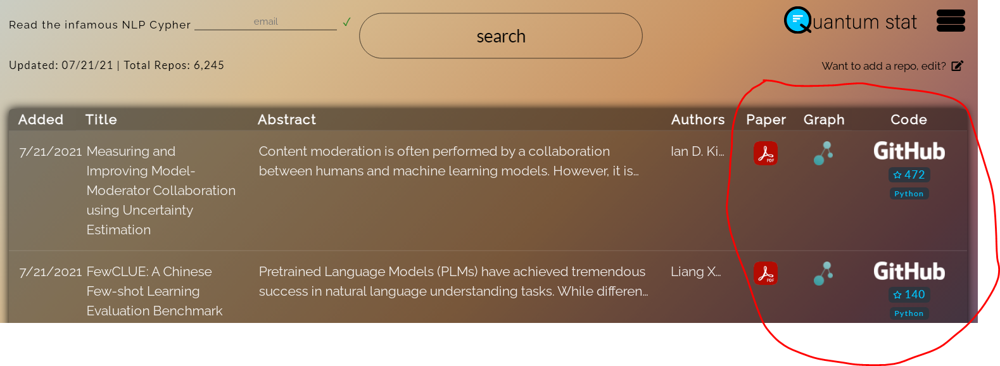 Read the infamous NLP Cypher email
search
Quantum stat
Updated: 07/21/21 | Total Repos: 6,245
Want to add a repo, edit?
Added Title Abstract Authors Paper Graph Code
7/21/2021 Measuring and Content moderation is often performed by a collaboration Ian D. Ki... PDF GitHub
Improving Model- between humans and machine learning models. However, it is... 472
Moderator Collaboration Python
using Uncertainty
Estimation
7/21/2021 FewCLUE: A Chinese Pretrained Language Models (PLMs) have achieved tremendous Liang X... PDF GitHub
Few-shot Learning success in natural language understanding tasks. While differen... 140
Evaluation Benchmark Python